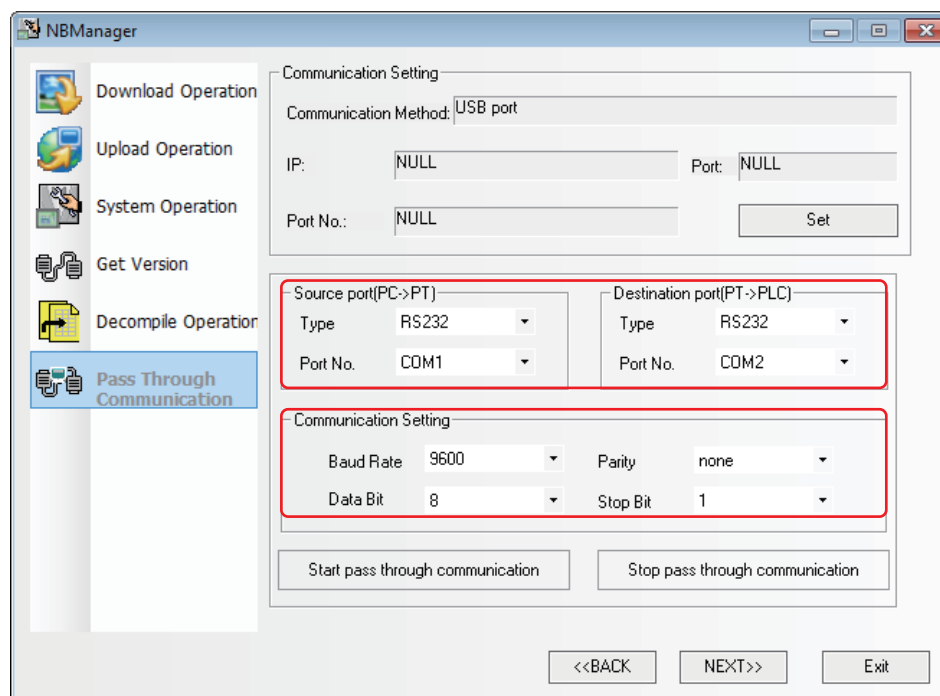 NBManager
Download Operation
Upload Operation
System Operation
Get Version
Decompile Operation
Pass Through
Communication
Communication Setting
Communication Method: USB port
IP: NULL Port: NULL
Port No.: NULL Set
Source port(PC->PT) Destination port(PT->PLC)
Type RS232 Type RS232
Port No. COM1 Port No. COM2
Communication Setting
Baud Rate 9600 Parity none
Data Bit 8 Stop Bit 1
Start pass through communication Stop pass through communication
<<BACK NEXT>> Exit